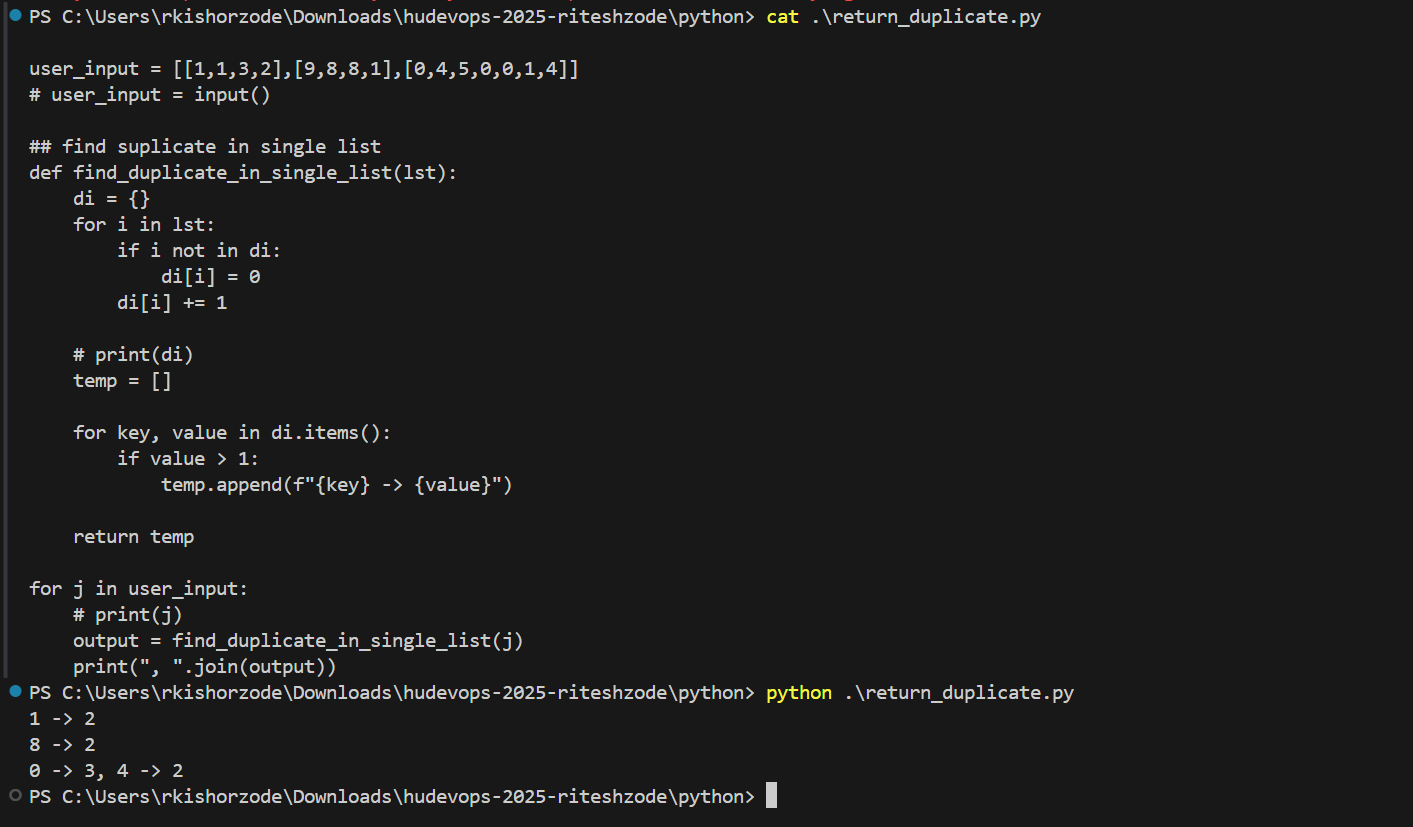 PS C:\Users\rkishorzode\Downloads\hudevops-2025-riteshzode\python> cat .\return_duplicate.py
user_input = [[1,1,3,2],[9,8,8,1],[0,4,5,0,0,1,4]]
# user_input = input()
## find suplicate in single list
def find_duplicate_in_single_list(lst):
    di = {}
    for i in lst:
        if i not in di:
            di[i] = 0
        di[i] += 1
    # print(di)
    temp = []
    for key, value in di.items():
        if value > 1:
            temp.append(f"{key} -> {value}")
    return temp
for j in user_input:
    # print(j)
    output = find_duplicate_in_single_list(j)
    print(", ".join(output))
PS C:\Users\rkishorzode\Downloads\hudevops-2025-riteshzode\python> python .\return_duplicate.py
1 -> 2
8 -> 2
0 -> 3, 4 -> 2
PS C:\Users\rkishorzode\Downloads\hudevops-2025-riteshzode\python>